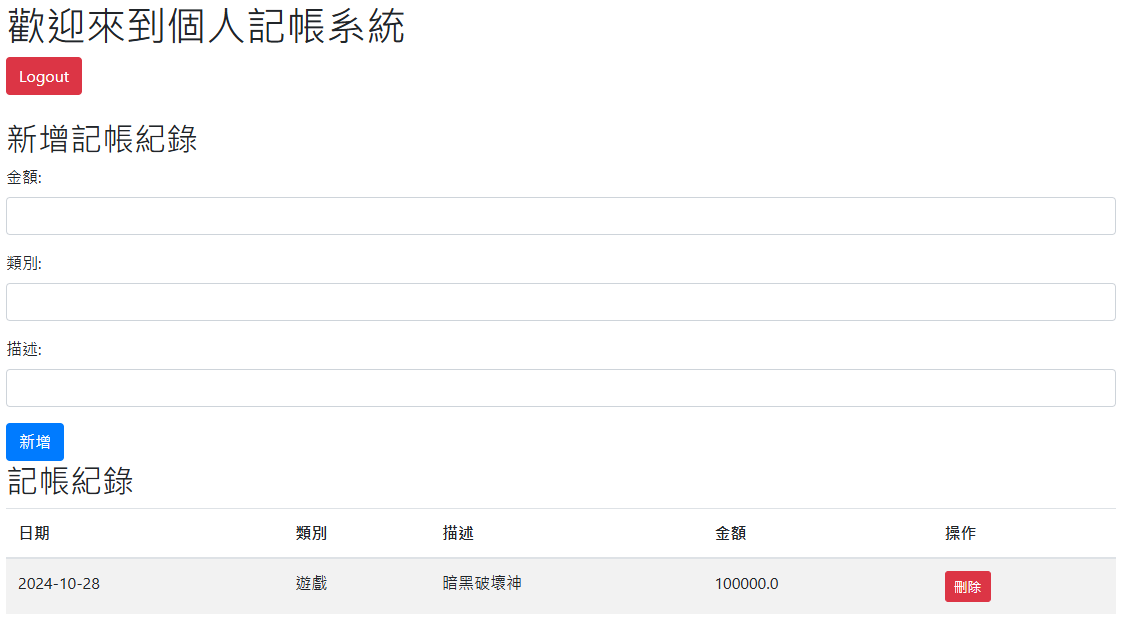 歡迎來到個人記帳系統
Logout
新增記帳紀錄
金額:
類別:
描述:
新增
記帳紀錄
日期 類別 描述 金額 操作
2024-10-28 遊戲 暗黑破壞神 100000.0 刪除